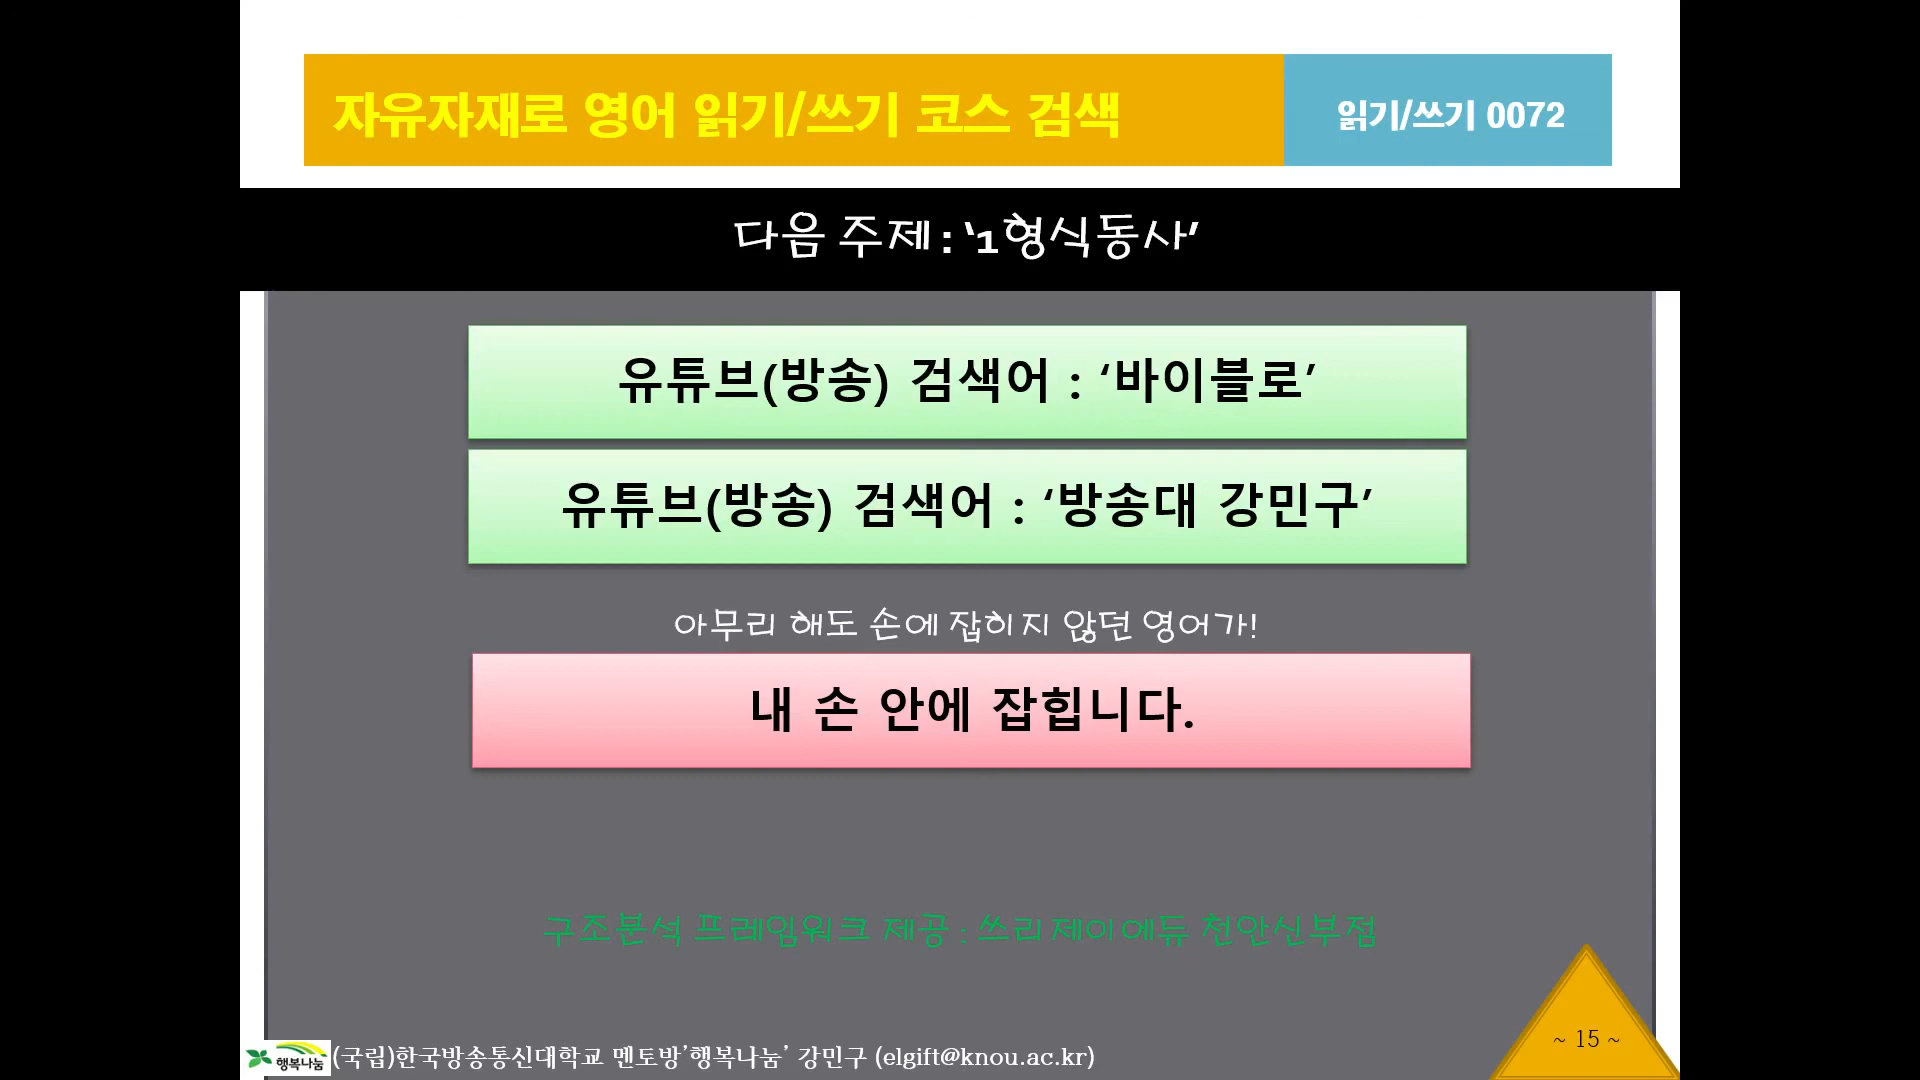 자유자재로 영어 읽기/쓰기 코스 검색
읽기/쓰기 0072
다음 주제 : ‘1형식동사’
유튜브(방송) 검색어 : ‘바이블로’
유튜브(방송) 검색어 : ‘방송대 강민구’
아무리 해도 손에 잡히지 않던 영어가!
내 손 안에 잡힙니다.
구조분석 프레임워크 제공 : 쓰리제이에듀 천안신부점
~ 15 ~
행복나눔
(국립)한국방송통신대학교 멘토방’행복나눔’ 강민구 (elgift@knou.ac.kr)